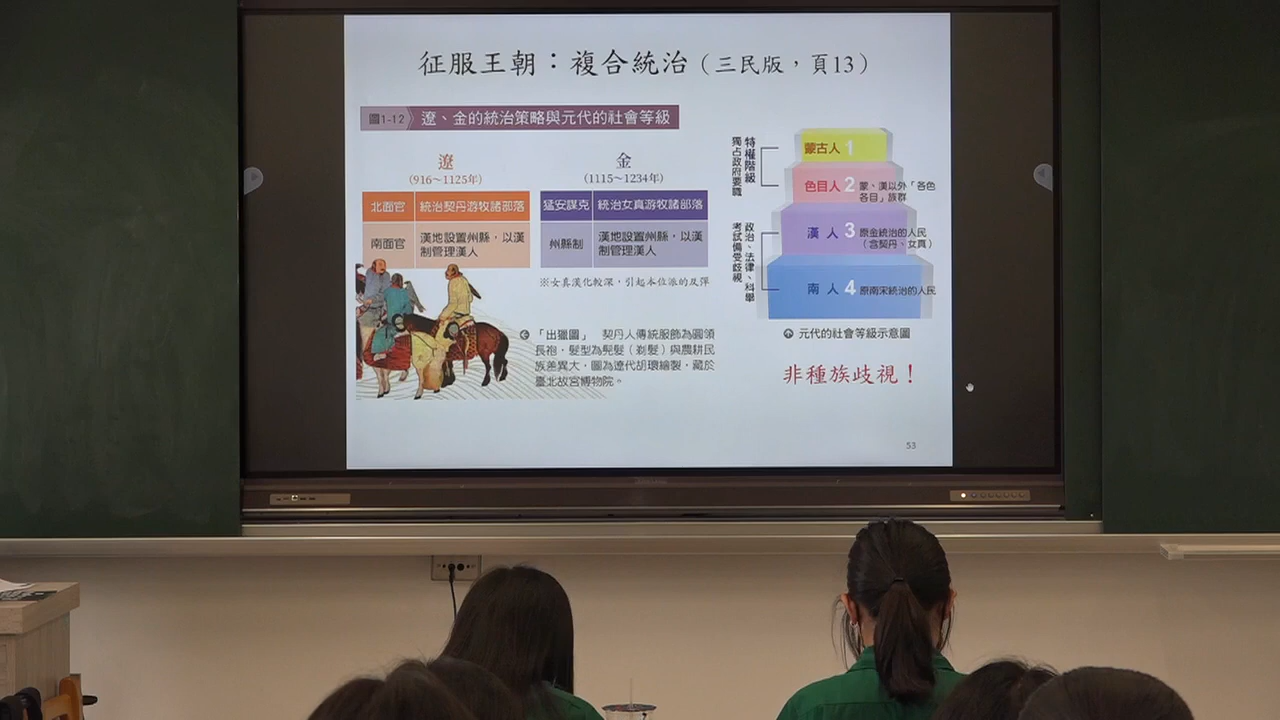 征服王朝：複合統治（三民版，頁13）
圖1-12 遼、金的統治策略與元代的社會等級
遼
(916～1125年)
北面官 統治契丹游牧諸部落
南面官 漢地設置州縣，以漢
制管理漢人
金
(1115～1234年)
猛安謀克 統治女真游牧諸部落
州縣制 漢地設置州縣，以漢
制管理漢人
※女真漢化較深，引起本位派的反彈
「出獵圖」 契丹人傳統服飾為圓領
長袍，髮型為髡髮（剃髮）與農耕民
族差異大，圖為遼代胡瓌繪製，藏於
臺北故宮博物院。
特權階級
獨占政府要職
政治、法律、科舉
考試備受歧視
蒙古人 1
色目人 2 蒙、漢以外「各色
各目」族群
漢 人 3 原金統治的人民
（含契丹、女真）
南 人 4 原南宋統治的人民
元代的社會等級示意圖
非種族歧視！
53